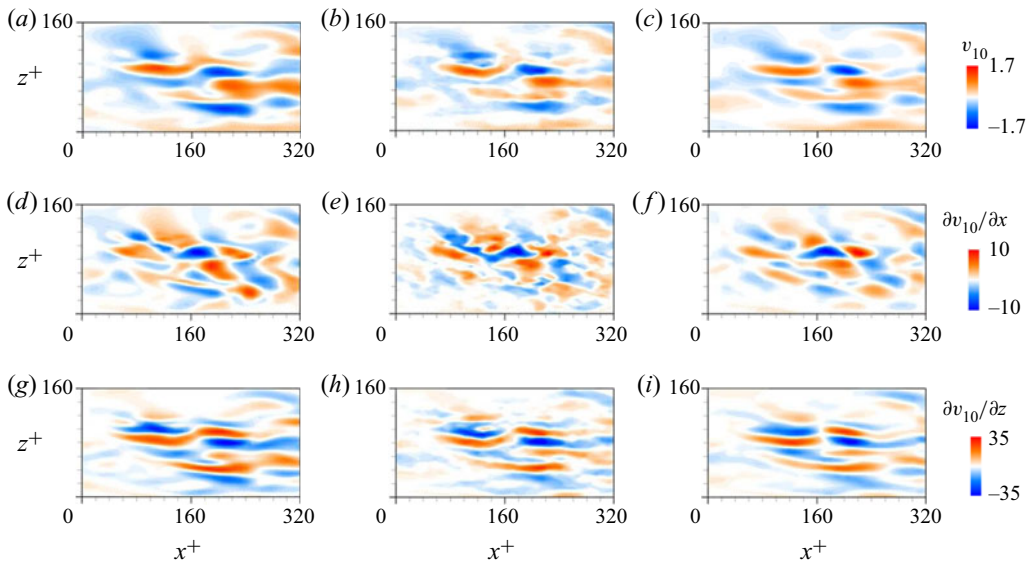 (a) 160 (b) 160 (c) 160
z+ v10 1.7 –1.7
0 160 320 0 160 320 0 160 320
(d) 160 (e) 160 (f) 160
z+ ∂v10/∂x 10 –10
0 160 320 0 160 320 0 160 320
(g) 160 (h) 160 (i) 160
z+ ∂v10/∂z 35 –35
0 160 320 0 160 320 0 160 320
x+ x+ x+